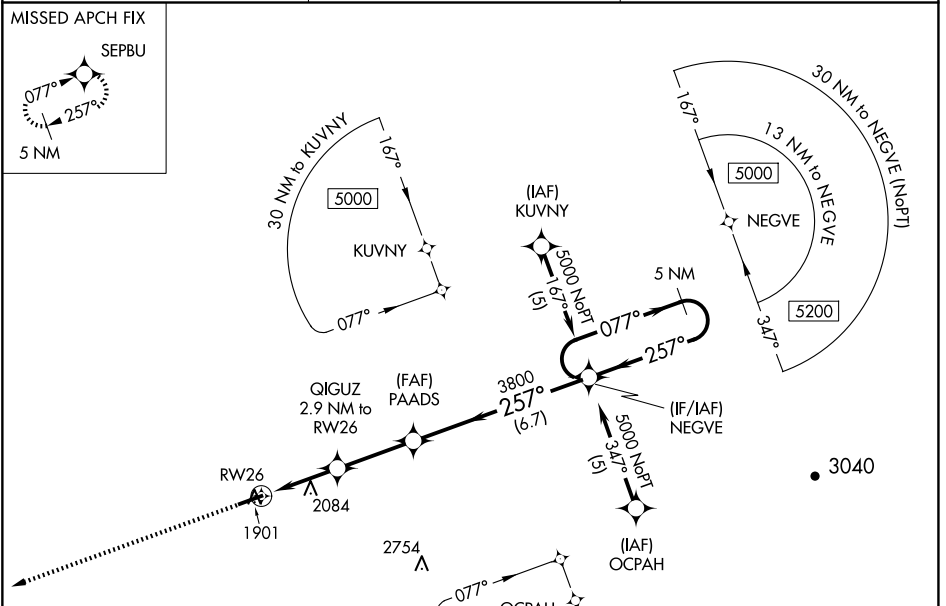 MISSED APCH FIX
SEPBU
077°
257°
5 NM
30 NM to KUVNY
167°
5000
KUVNY
077°
(IAF)
KUVNY
5000 NoPT
167°
(5)
30 NM to NEGVE (NoPT)
13 NM to NEGVE
167°
5000
NEGVE
5200
347°
5 NM
077°
257°
3800
257°
(6.7)
(IF/IAF)
NEGVE
QIGUZ
2.9 NM to
RW26
(FAF)
PAADS
5000 NoPT
347°
(5)
(IAF)
OCPAH
3040
RW26
1901
2084
2754
077°
OCPAH